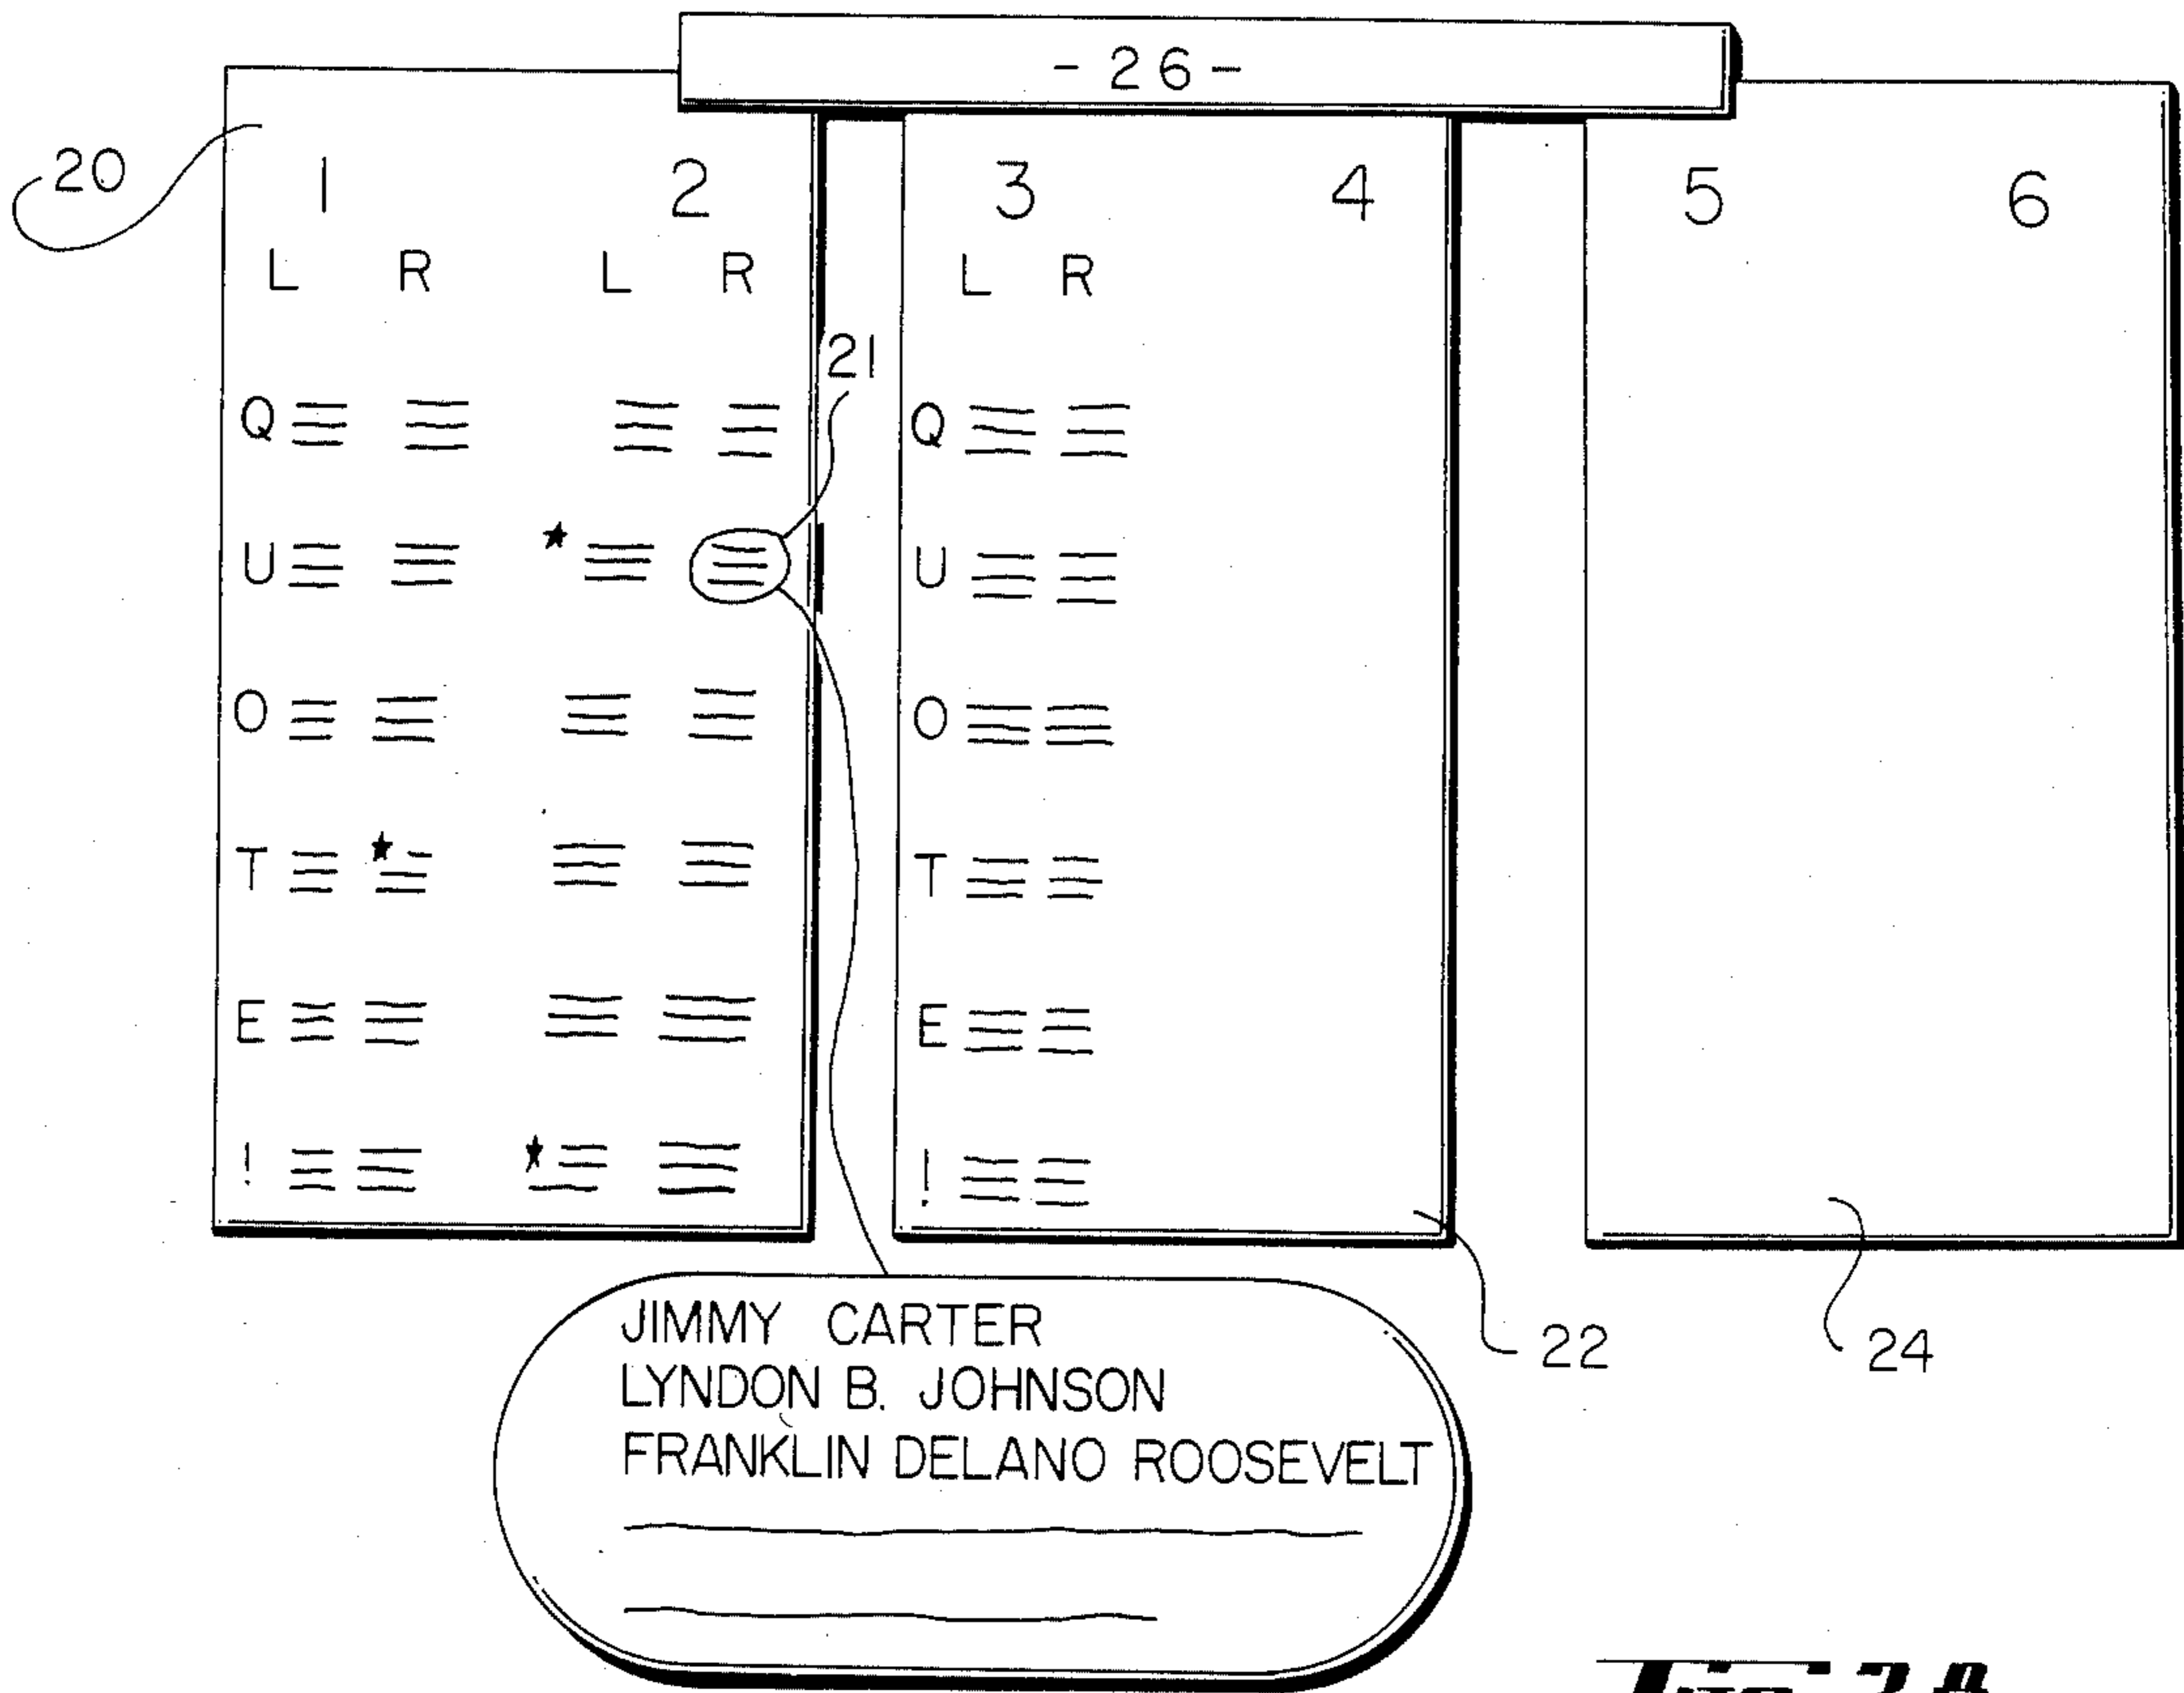 - 26 -
20
1 2 3 4 5 6
L R L R L R
21
Q Q
U ★ U
O O
T ★ T
E E
! ★ !
JIMMY CARTER
LYNDON B. JOHNSON
FRANKLIN DELANO ROOSEVELT
22
24